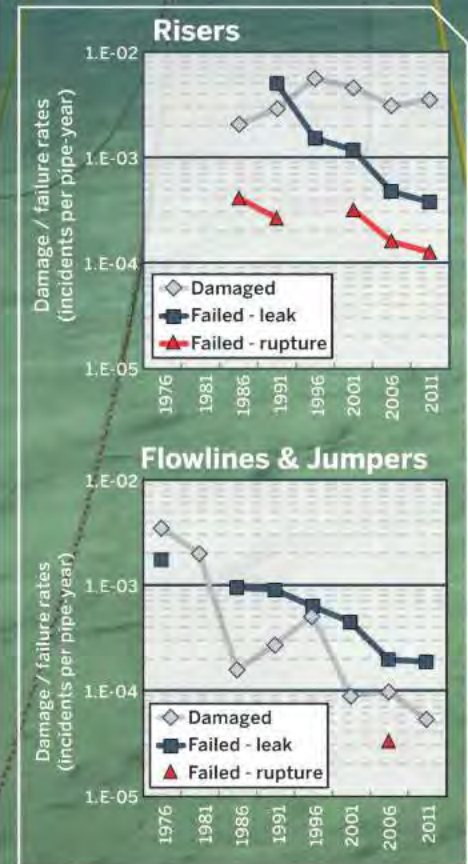 Risers
1.E-02
1.E-03
1.E-04
1.E-05
Damage / failure rates
(incidents per pipe-year)
Damaged
Failed - leak
Failed - rupture
1976 1981 1986 1991 1996 2001 2006 2011
Flowlines & Jumpers
1.E-02
1.E-03
1.E-04
1.E-05
Damage / failure rates
(incidents per pipe-year)
Damaged
Failed - leak
Failed - rupture
1976 1981 1986 1991 1996 2001 2006 2011